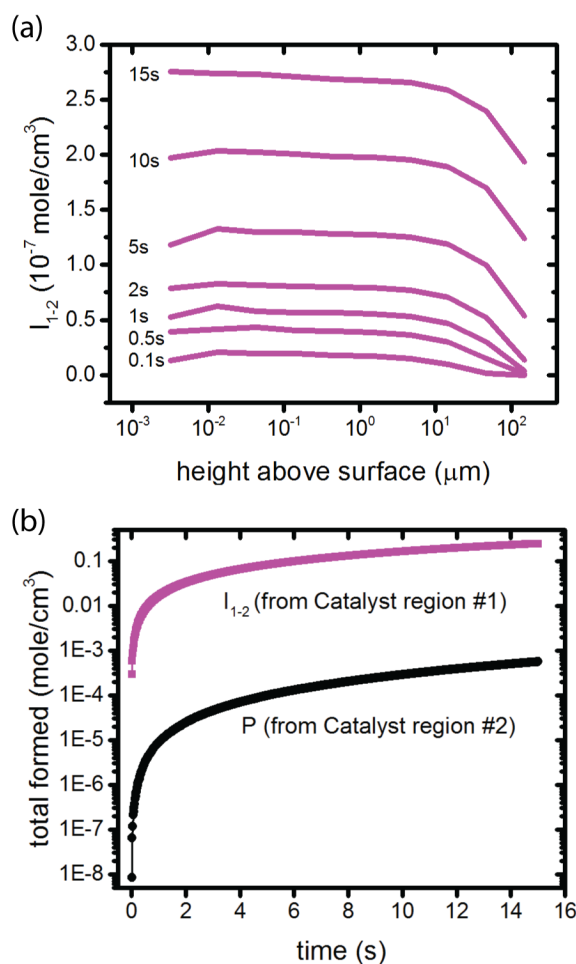 (a)
I₁₋₂ (10⁻⁷ mole/cm³)
3.0
2.5
2.0
1.5
1.0
0.5
0.0
15s
10s
5s
2s
1s
0.5s
0.1s
10⁻³ 10⁻² 10⁻¹ 10⁰ 10¹ 10²
height above surface (μm)
(b)
total formed (mole/cm³)
0.1
0.01
1E-3
1E-4
1E-5
1E-6
1E-7
1E-8
I₁₋₂ (from Catalyst region #1)
P (from Catalyst region #2)
0 2 4 6 8 10 12 14 16
time (s)